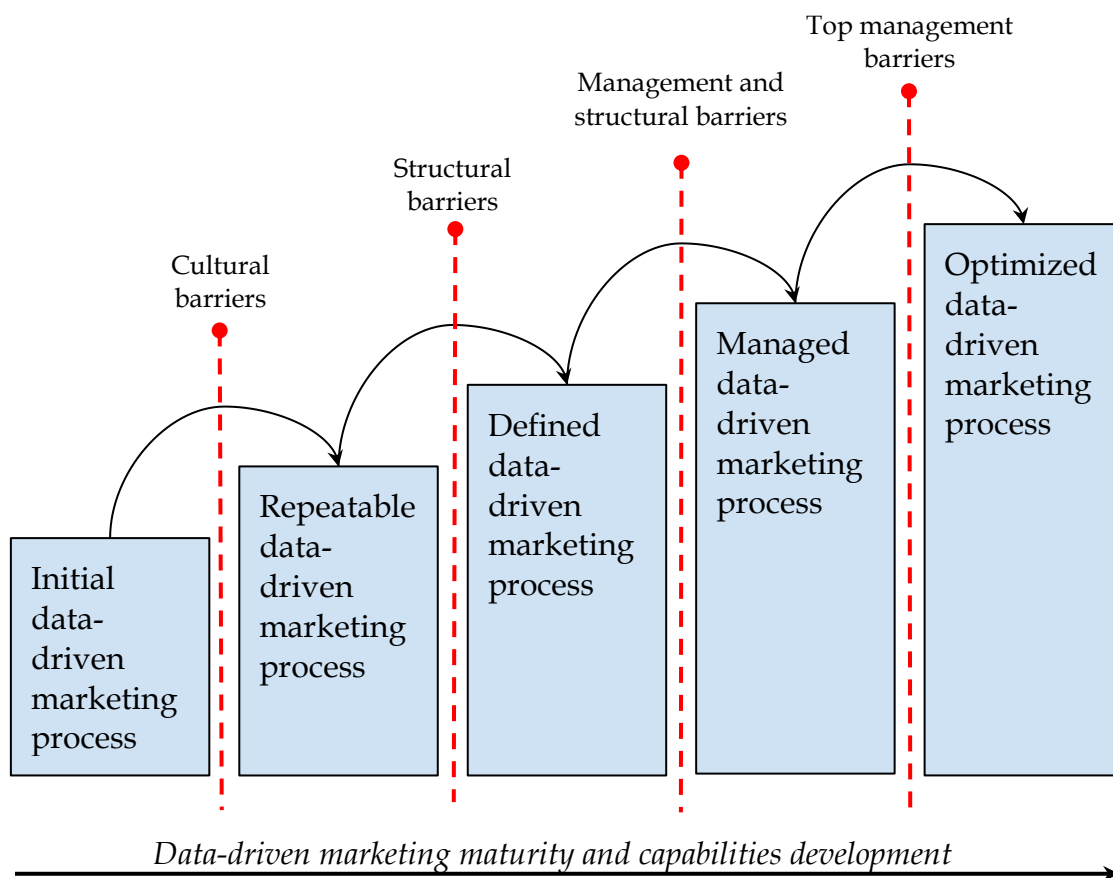 Top management
barriers
Management and
structural barriers
Structural
barriers
Cultural
barriers
Optimized
data-
driven
marketing
process
Managed
data-
driven
marketing
process
Defined
data-
driven
marketing
process
Repeatable
data-
driven
marketing
process
Initial
data-
driven
marketing
process
Data-driven marketing maturity and capabilities development